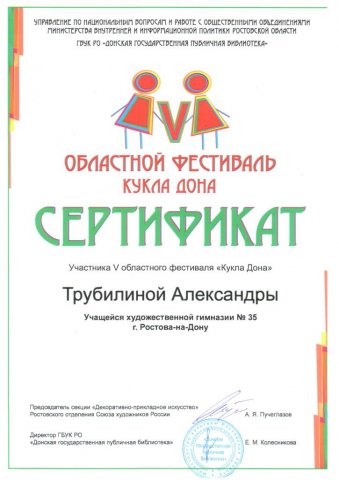 УПРАВЛЕНИЕ ПО НАЦИОНАЛЬНЫМ ВОПРОСАМ И РАБОТЕ С ОБЩЕСТВЕННЫМИ ОБЪЕДИНЕНИЯМИ
МИНИСТЕРСТВА ВНУТРЕННЕЙ И ИНФОРМАЦИОННОЙ ПОЛИТИКИ РОСТОВСКОЙ ОБЛАСТИ
ГБУК РО «ДОНСКАЯ ГОСУДАРСТВЕННАЯ ПУБЛИЧНАЯ БИБЛИОТЕКА»
V
ОБЛАСТНОЙ ФЕСТИВАЛЬ
КУКЛА ДОНА
СЕРТИФИКАТ
Участника V областного фестиваля «Кукла Дона»
Трубилиной Александры
Учащейся художественной гимназии № 35
г. Ростова-на-Дону
Председатель секции «Декоративно-прикладное искусство»
Ростовского отделения Союза художников России
А. Я. Пучеглазов
Директор ГБУК РО
«Донская государственная публичная библиотека»
Е. М. Колесникова